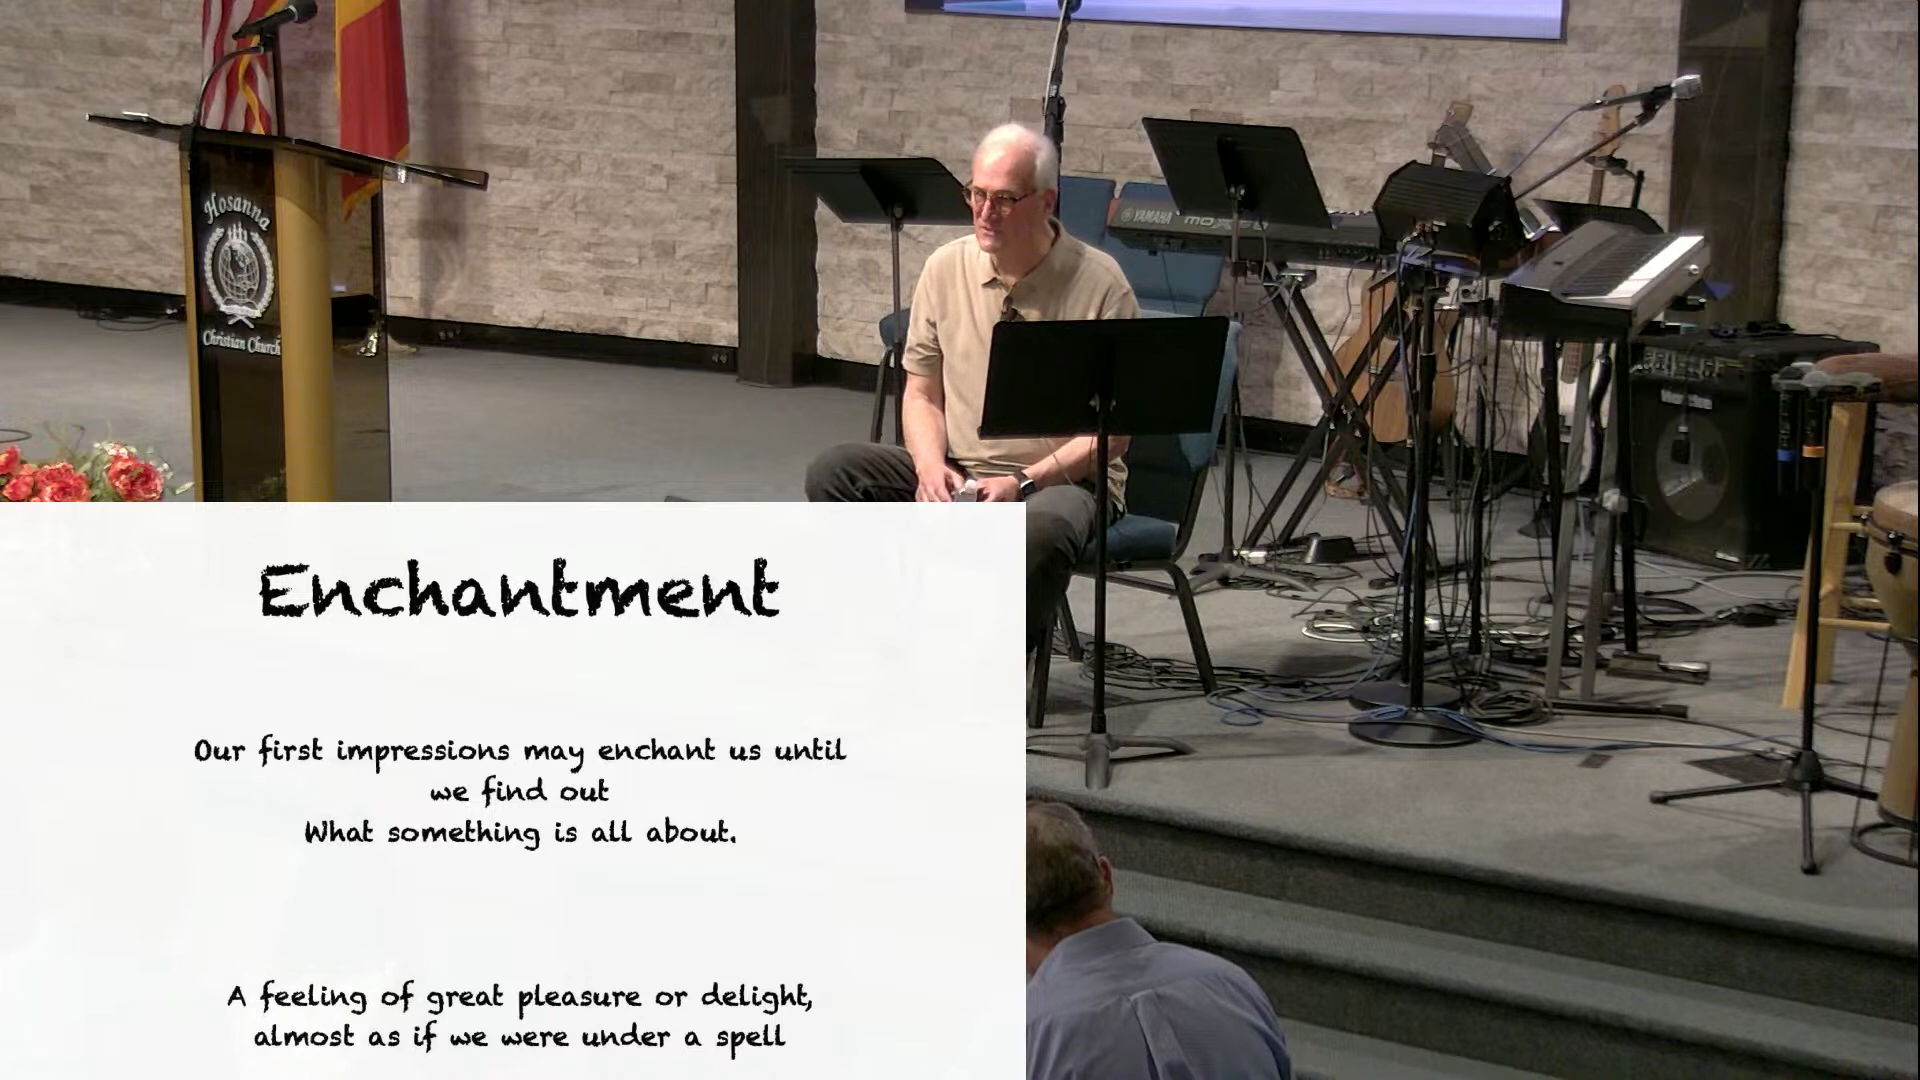 Hosanna
Christian Church
YAMAHA
Enchantment
Our first impressions may enchant us until
we find out
What something is all about.
A feeling of great pleasure or delight,
almost as if we were under a spell